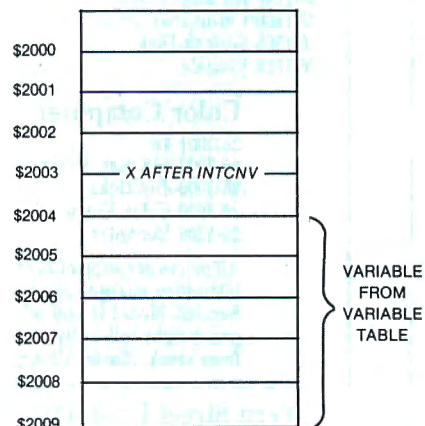 $2000
$2001
$2002
$2003
X AFTER INTCNV
$2004
$2005
$2006
$2007
$2008
$2009
VARIABLE
FROM
VARIABLE
TABLE